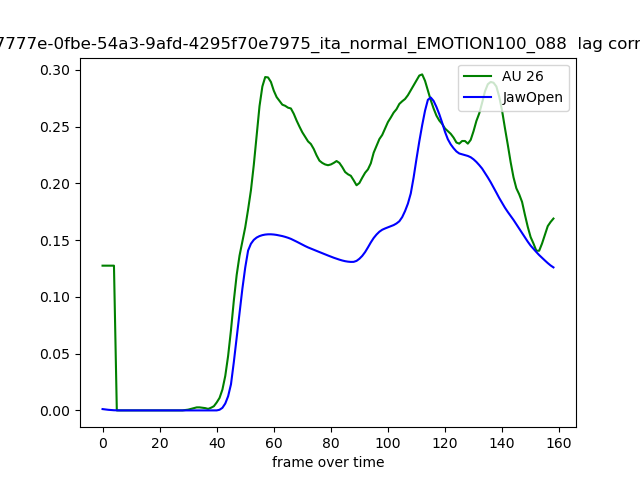 7777e-0fbe-54a3-9afd-4295f70e7975_ita_normal_EMOTION100_088 lag corr
0.30
0.25
0.20
0.15
0.10
0.05
0.00
AU 26
JawOpen
0 20 40 60 80 100 120 140 160
frame over time